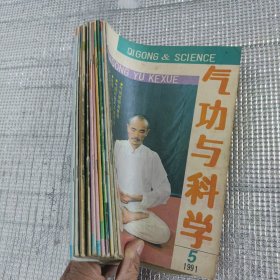 QIGONG & SCIENCE
QIGONG YU KEXUE
气功与科学
5
1991